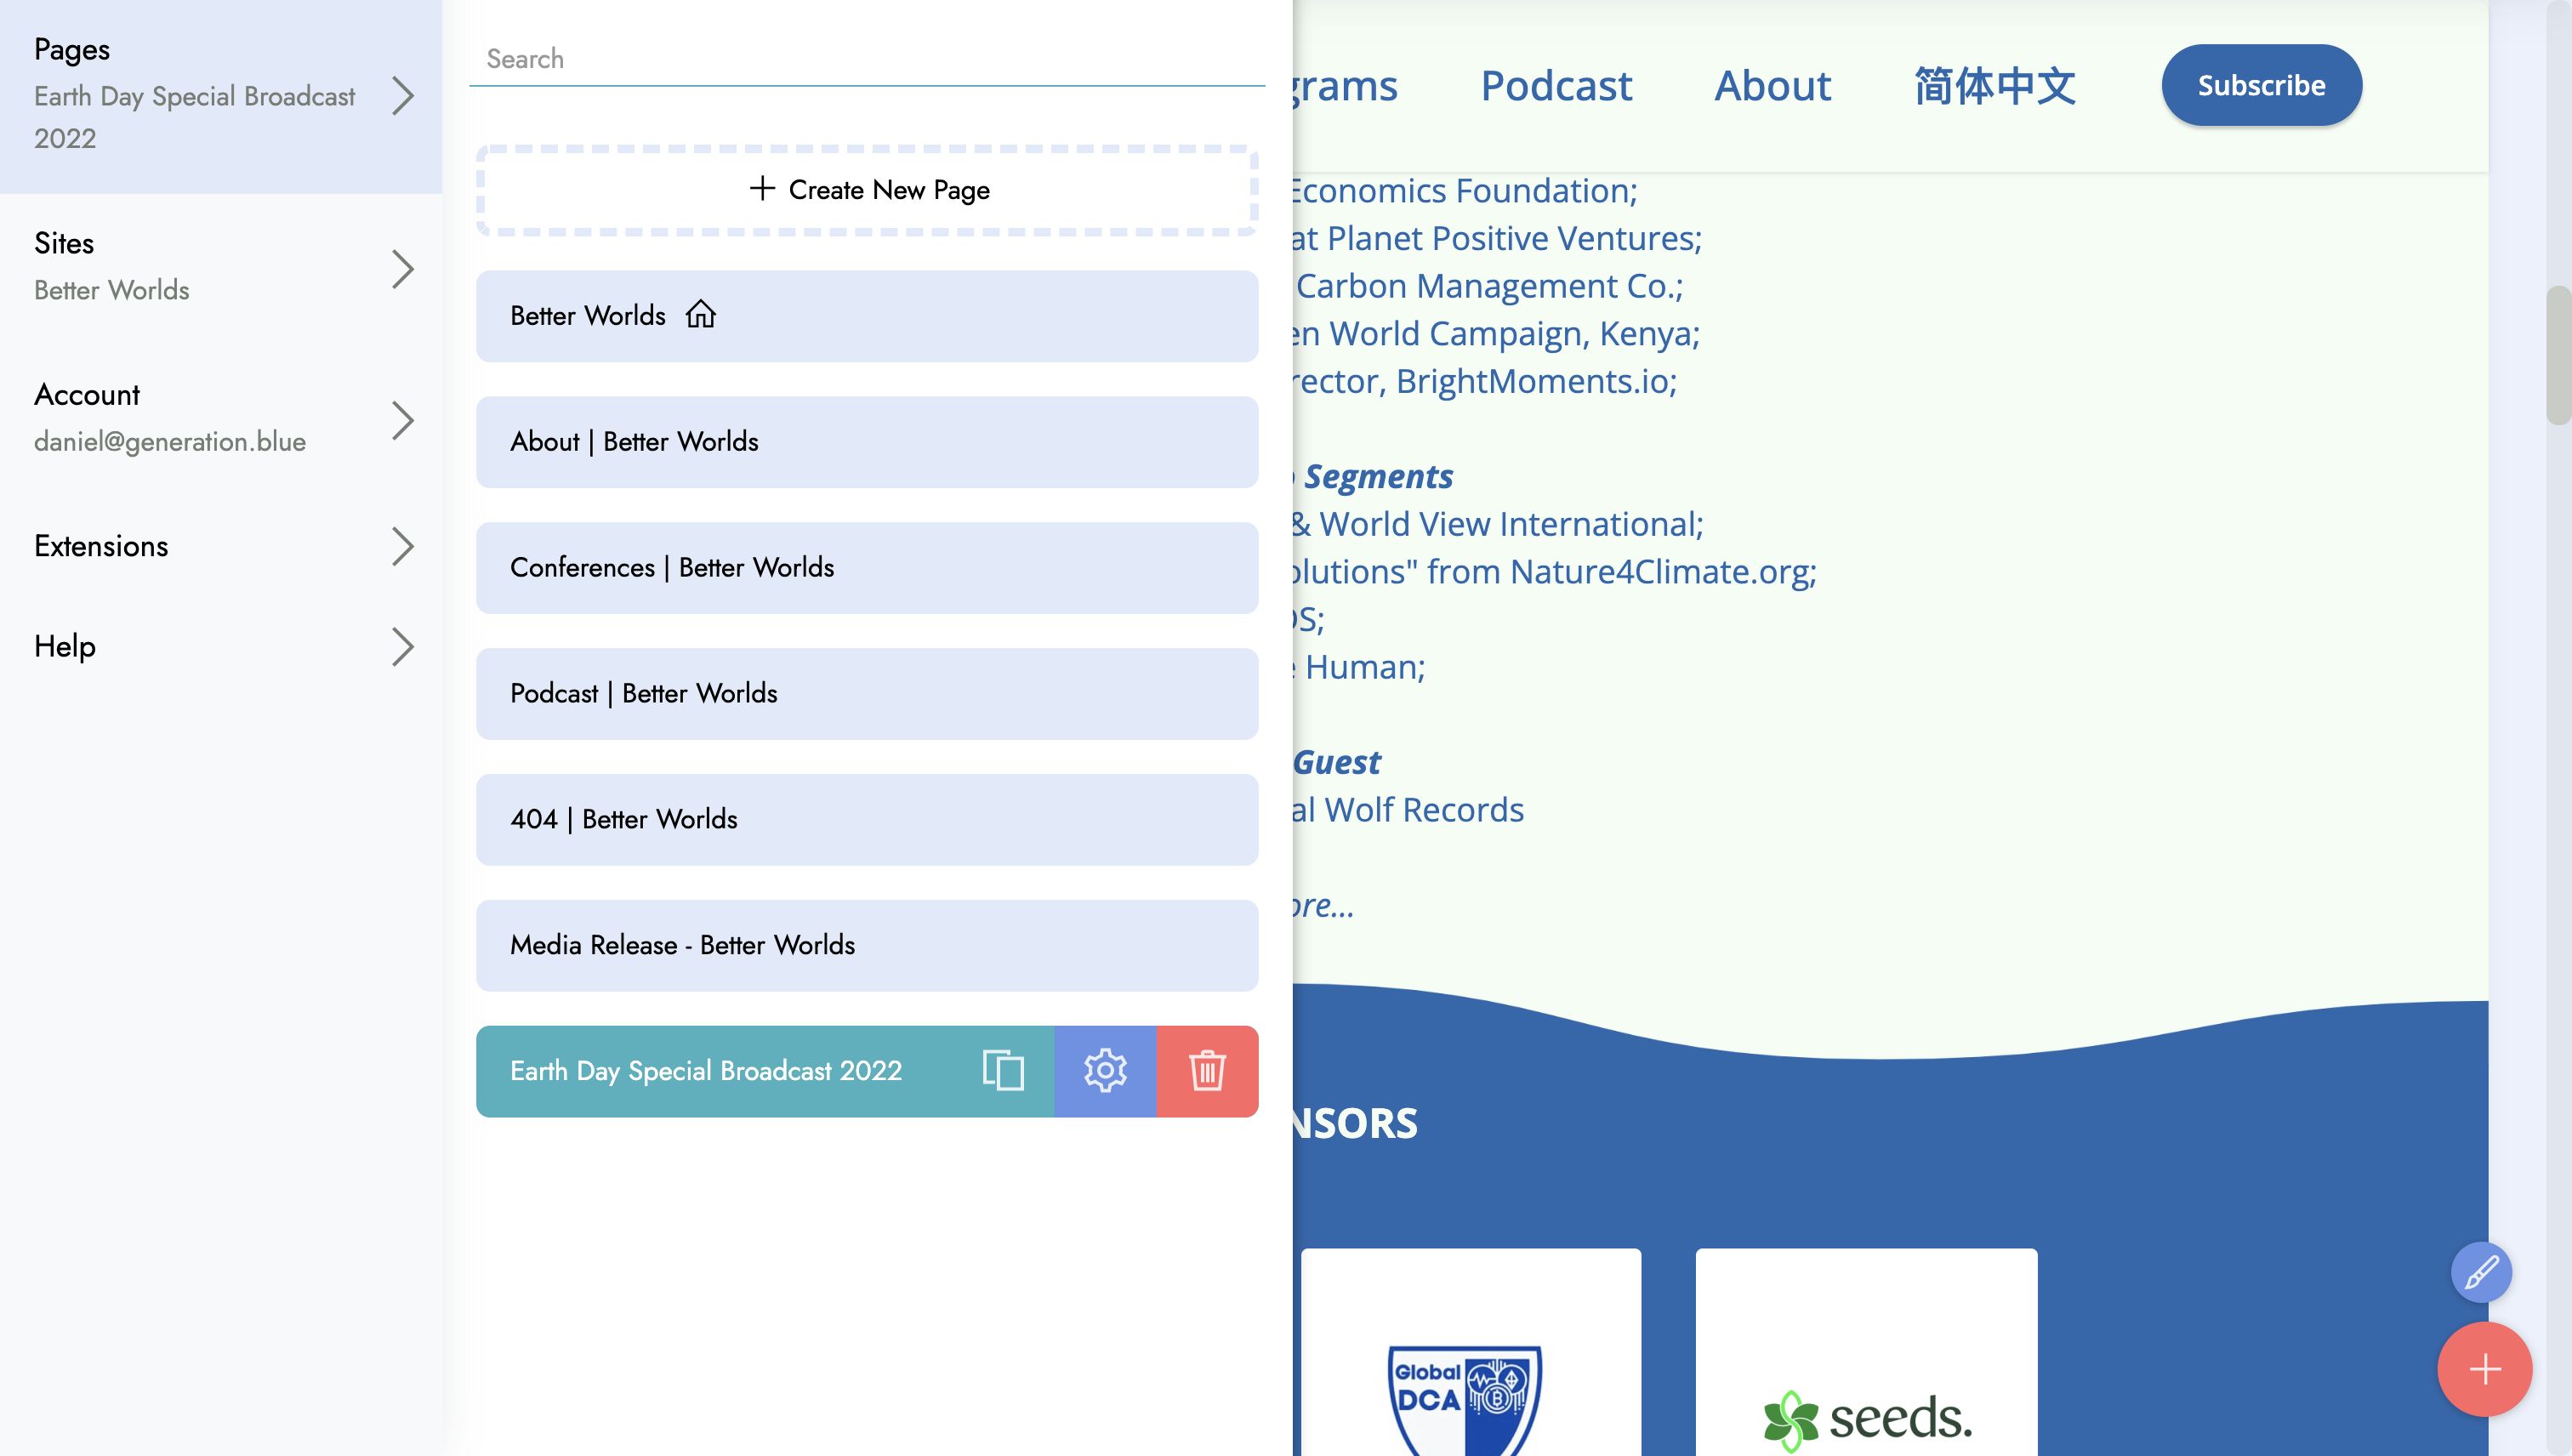 Pages
Earth Day Special Broadcast
2022
Sites
Better Worlds
Account
daniel@generation.blue
Extensions
Help
Search
+ Create New Page
Better Worlds
About | Better Worlds
Conferences | Better Worlds
Podcast | Better Worlds
404 | Better Worlds
Media Release - Better Worlds
Earth Day Special Broadcast 2022
grams Podcast About 简体中文 Subscribe
Economics Foundation;
at Planet Positive Ventures;
Carbon Management Co.;
en World Campaign, Kenya;
rector, BrightMoments.io;
Segments
& World View International;
olutions" from Nature4Climate.org;
OS;
Human;
Guest
al Wolf Records
ore...
NSORS
Global
DCA
seeds.